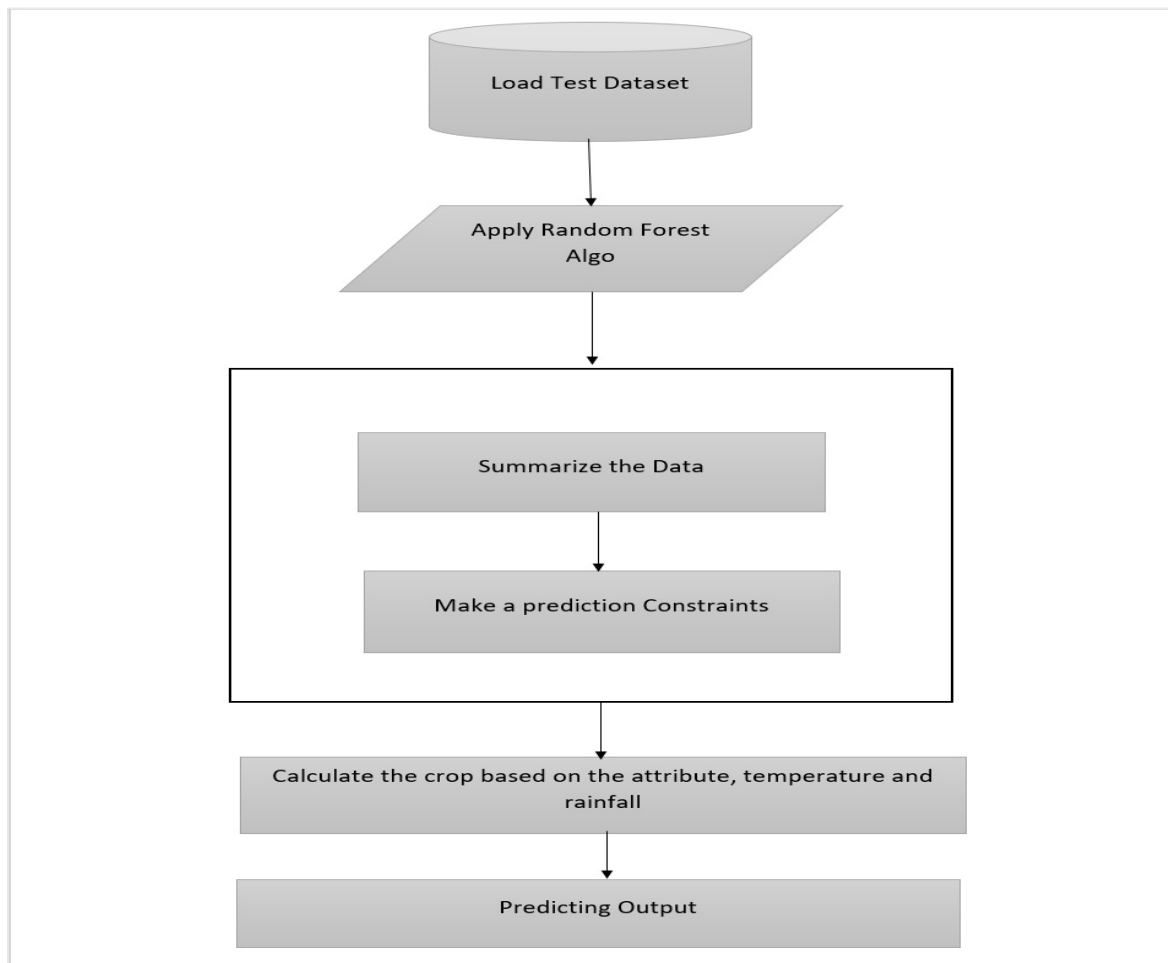 Load Test Dataset
Apply Random Forest
Algo
Summarize the Data
Make a prediction Constraints
Calculate the crop based on the attribute, temperature and
rainfall
Predicting Output